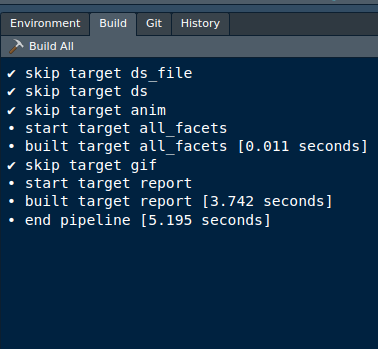 Environment Build Git History
Build All
✔ skip target ds_file
✔ skip target ds
✔ skip target anim
• start target all_facets
• built target all_facets [0.011 seconds]
✔ skip target gif
• start target report
• built target report [3.742 seconds]
• end pipeline [5.195 seconds]